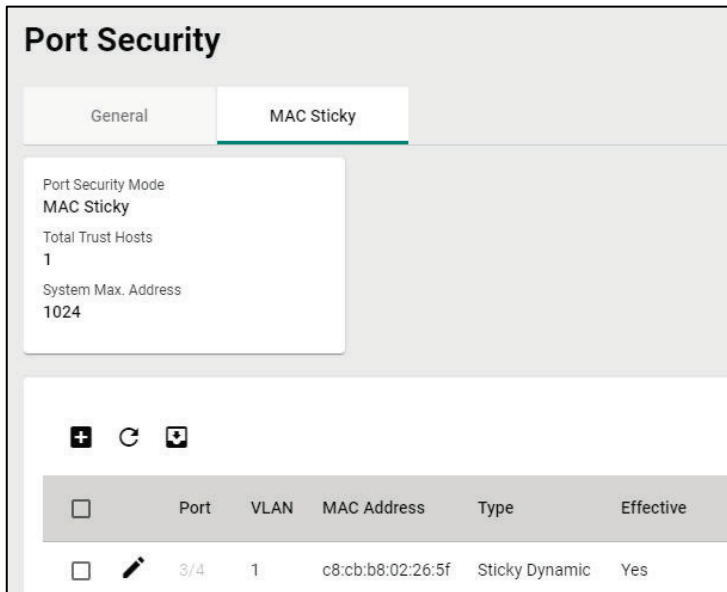 Port Security
General MAC Sticky
Port Security Mode
MAC Sticky
Total Trust Hosts
1
System Max. Address
1024
Port VLAN MAC Address Type Effective
3/4 1 c8:cb:b8:02:26:5f Sticky Dynamic Yes